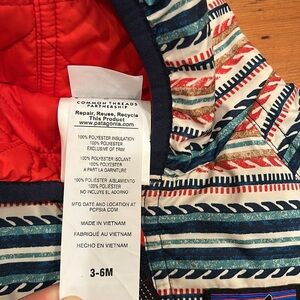 COMMON THREADS
PARTNERSHIP
Repair, Reuse, Recycle
This Product
www.patagonia.com
100% POLYESTER INSULATION
100% POLYESTER
EXCLUSIVE OF TRIM
100% POLYESTER ISOLANT
100% POLYESTER
A PART LA GARNITURE
100% POLIÉSTER AISLAMIENTO
100% POLIÉSTER
NO INCLUYE EL ADORNO
MFG DATE AND LOCATION AT
PCPSIA.COM
MADE IN VIETNAM
FABRIQUÉ AU VIETNAM
HECHO EN VIETNAM
3-6M